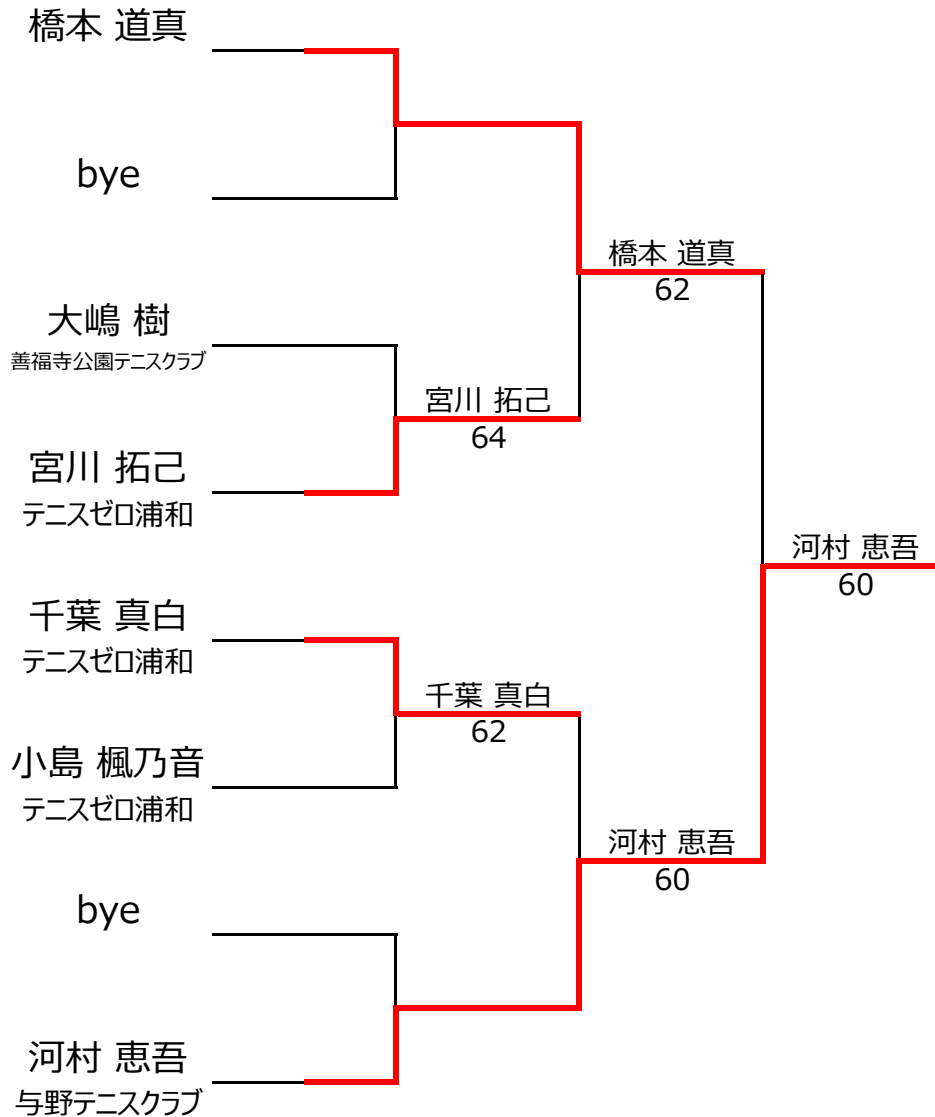 橋本 道真
bye
大嶋 樹
善福寺公園テニスクラブ
宮川 拓己
テニスゼロ浦和
千葉 真白
テニスゼロ浦和
小島 楓乃音
テニスゼロ浦和
bye
河村 恵吾
与野テニスクラブ
宮川 拓己
64
千葉 真白
62
橋本 道真
62
河村 恵吾
60
河村 恵吾
60